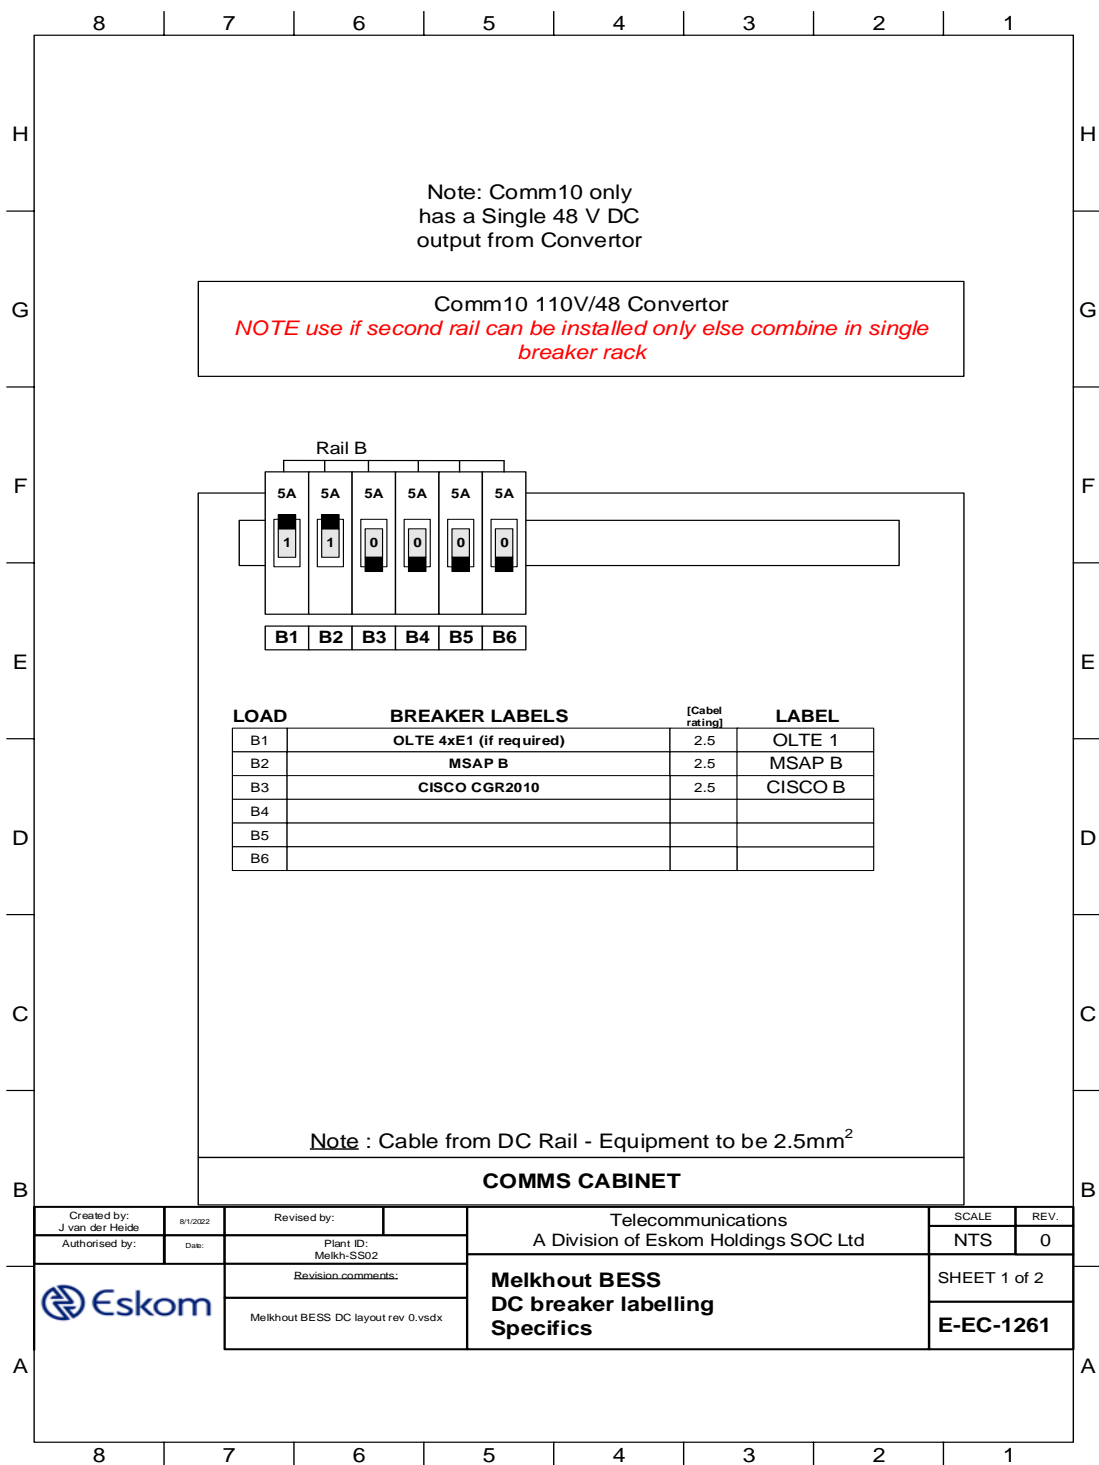 8 7 6 5 4 3 2 1
H H
Note: Comm10 only
has a Single 48 V DC
output from Convertor
G G
Comm10 110V/48 Convertor
NOTE use if second rail can be installed only else combine in single
breaker rack
Rail B
F F
5A 5A 5A 5A 5A 5A
1 1 0 0 0 0
B1 B2 B3 B4 B5 B6
E E
LOAD BREAKER LABELS [Cabel rating] LABEL
B1 OLTE 4xE1 (if required) 2.5 OLTE 1
B2 MSAP B 2.5 MSAP B
B3 CISCO CGR2010 2.5 CISCO B
B4
D D
B5
B6
C C
Note : Cable from DC Rail - Equipment to be 2.5mm²
COMMS CABINET
B B
Created by:
J van der Heide
8/1/2022
Revised by:
Telecommunications
A Division of Eskom Holdings SOC Ltd
SCALE REV.
NTS 0
Authorised by:
Date:
Plant ID:
Melkh-SS02
Eskom
Revision comments:
Melkhout BESS DC layout rev 0.vsdx
Melkhout BESS
DC breaker labelling
Specifics
SHEET 1 of 2
E-EC-1261
A A
8 7 6 5 4 3 2 1